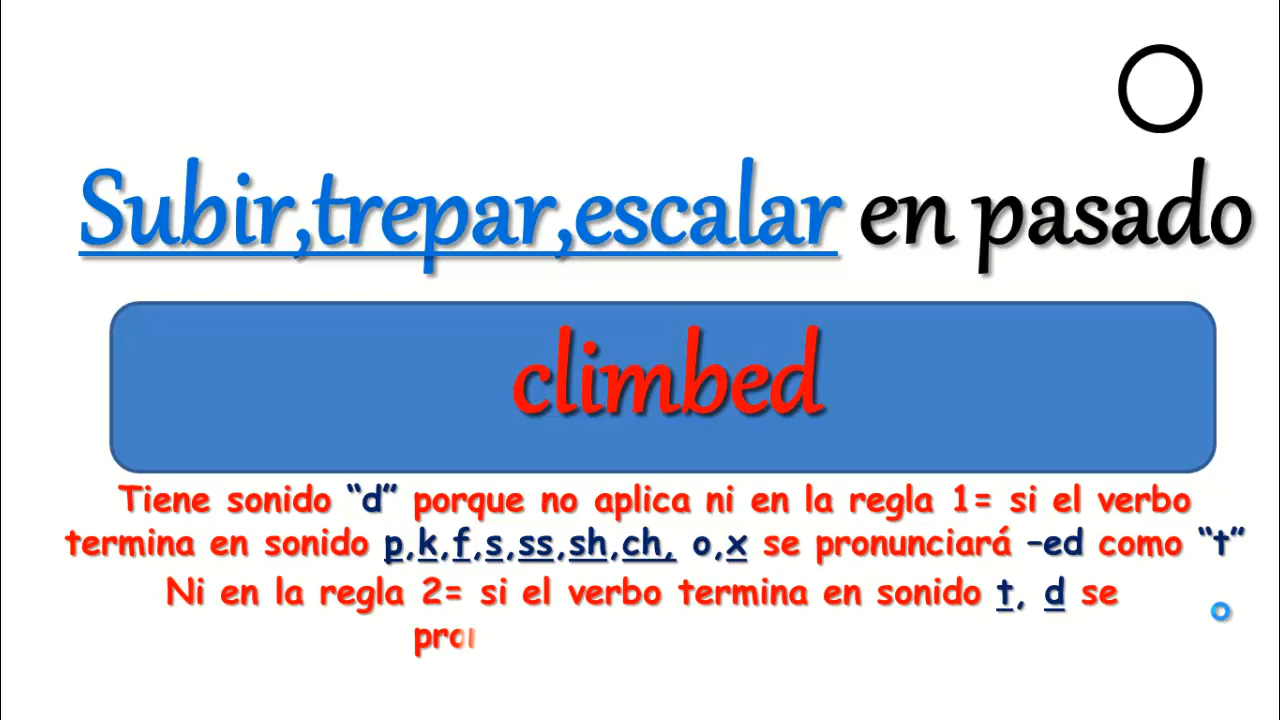 Subir,trepar,escalar en pasado
climbed
Tiene sonido “d” porque no aplica ni en la regla 1= si el verbo
termina en sonido p,k,f,s,ss,sh,ch, o,x se pronunciará –ed como “t”
Ni en la regla 2= si el verbo termina en sonido t, d se